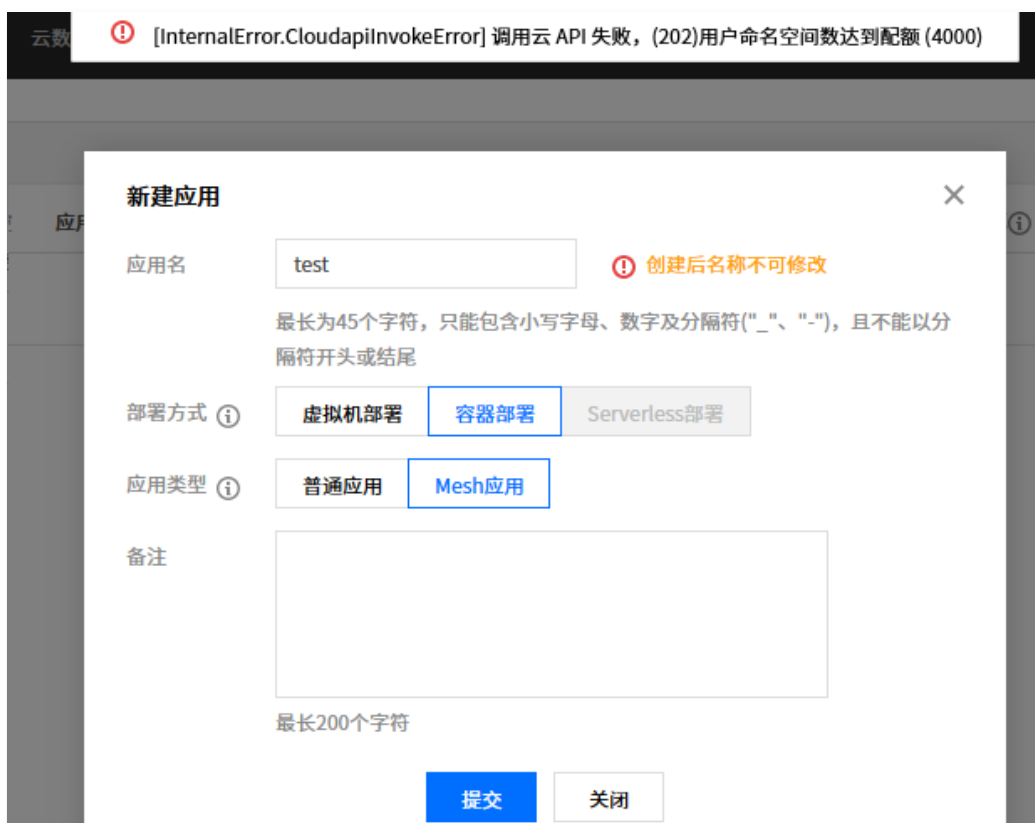 云数
[InternalError.CloudapiInvokeError] 调用云 API 失败，(202)用户命名空间数达到配额 (4000)
应用
新建应用
应用名
test
创建后名称不可修改
最长为45个字符，只能包含小写字母、数字及分隔符("_"、"-")，且不能以分
隔符开头或结尾
部署方式
虚拟机部署 容器部署 Serverless部署
应用类型
普通应用 Mesh应用
备注
最长200个字符
提交 关闭